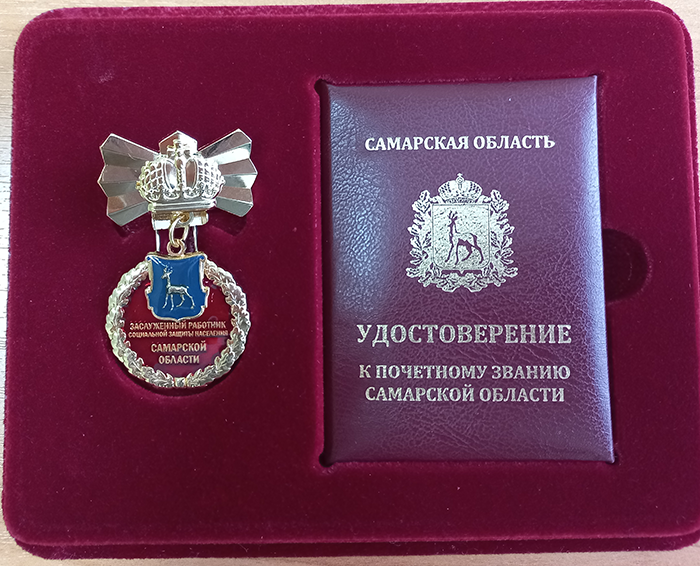 ЗАСЛУЖЕННЫЙ РАБОТНИК
СОЦИАЛЬНОЙ ЗАЩИТЫ НАСЕЛЕНИЯ
САМАРСКОЙ
ОБЛАСТИ
САМАРСКАЯ ОБЛАСТЬ
УДОСТОВЕРЕНИЕ
К ПОЧЕТНОМУ ЗВАНИЮ
САМАРСКОЙ ОБЛАСТИ